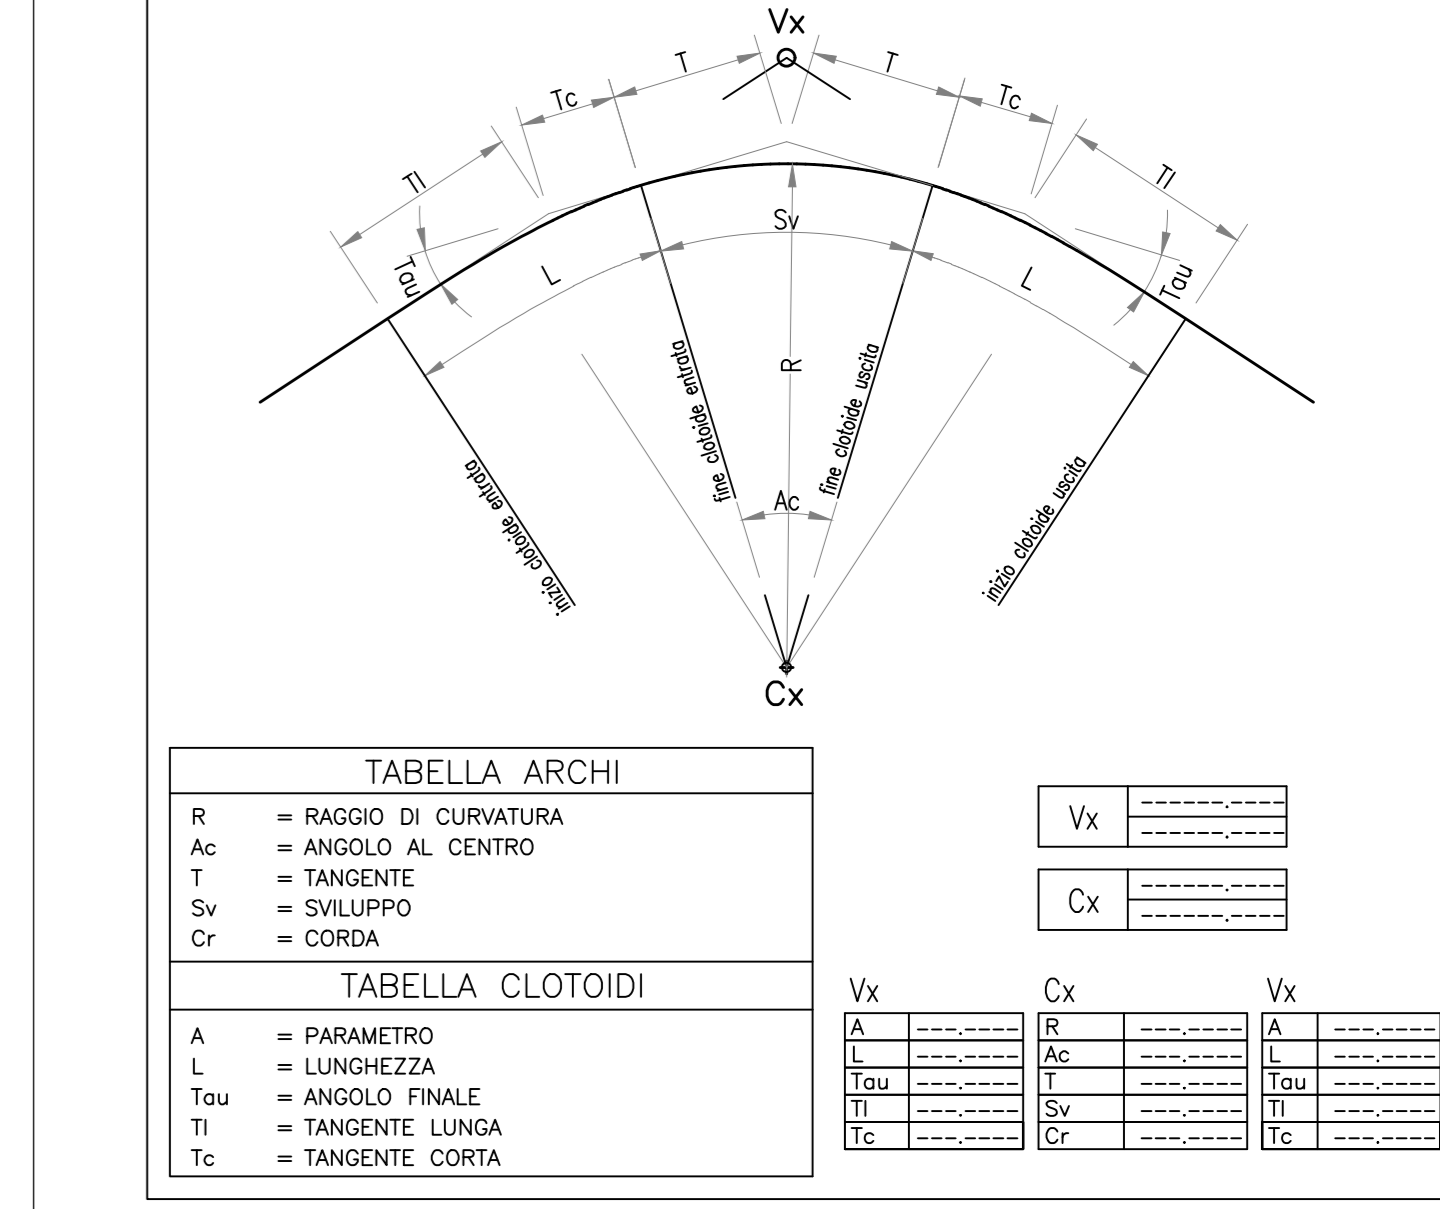 Vx
T
T
Tc
Tc
Tl
Tl
Sv
Tau
Tau
L
L
R
fine clotoide entrata
fine clotoide uscita
inizio clotoide entrata
inizio clotoide uscita
Ac
Cx
TABELLA ARCHI
R = RAGGIO DI CURVATURA
Ac = ANGOLO AL CENTRO
T = TANGENTE
Sv = SVILUPPO
Cr = CORDA
TABELLA CLOTOIDI
A = PARAMETRO
L = LUNGHEZZA
Tau = ANGOLO FINALE
Tl = TANGENTE LUNGA
Tc = TANGENTE CORTA
Vx ------.----
------.----
Cx ------.----
------.----
Vx Cx Vx
A ---.---- R ---.---- A ---.----
L ---.---- Ac ---.---- L ---.----
Tau ---.---- T ---.---- Tau ---.----
Tl ---.---- Sv ---.---- Tl ---.----
Tc ---.---- Cr ---.---- Tc ---.----